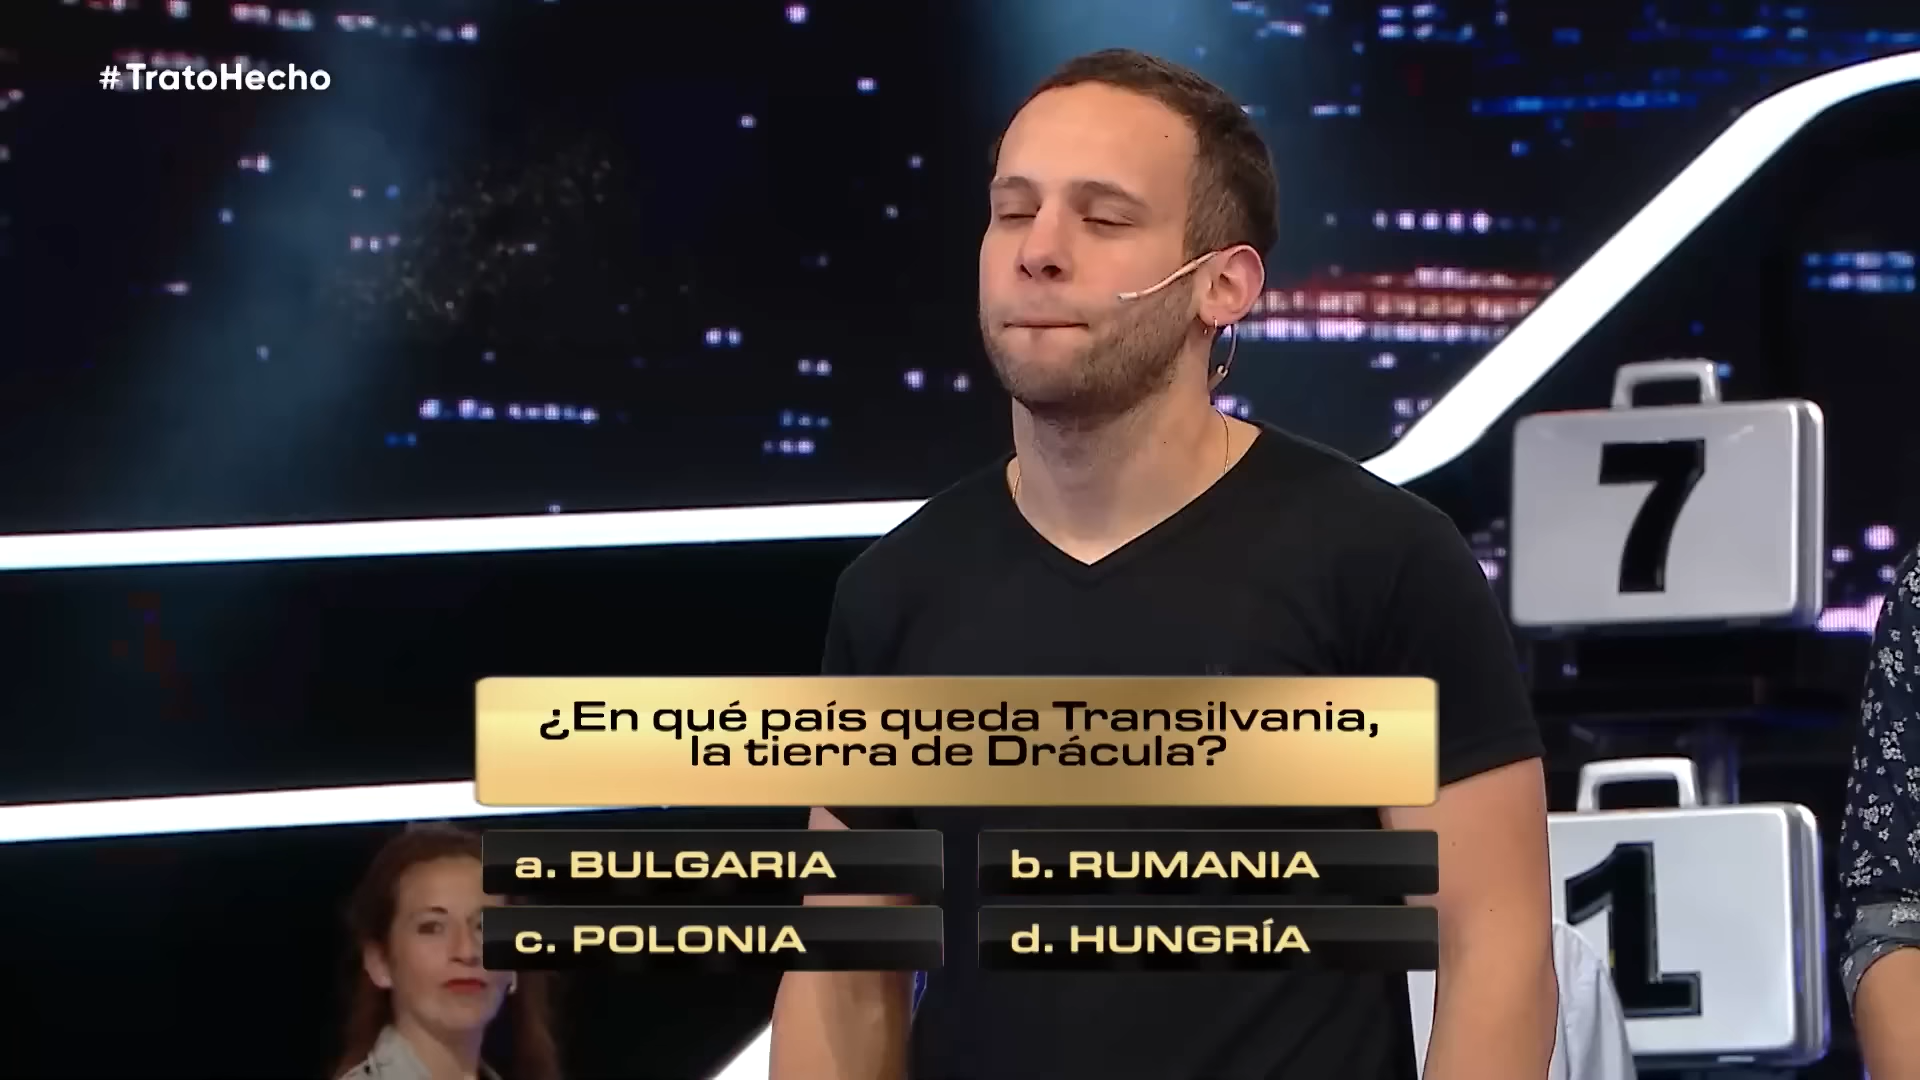 #TratoHecho
7
¿En qué país queda Transilvania,
la tierra de Drácula?
a. BULGARIA
b. RUMANIA
c. POLONIA
d. HUNGRÍA
1